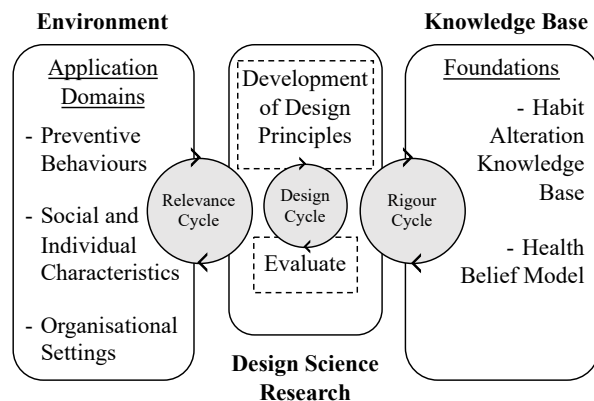 Environment
Application
Domains
- Preventive
Behaviours
- Social and
Individual
Characteristics
- Organisational
Settings
Relevance
Cycle
Development
of Design
Principles
Design
Cycle
Evaluate
Design Science
Research
Rigour
Cycle
Knowledge Base
Foundations
- Habit
Alteration
Knowledge
Base
- Health
Belief Model